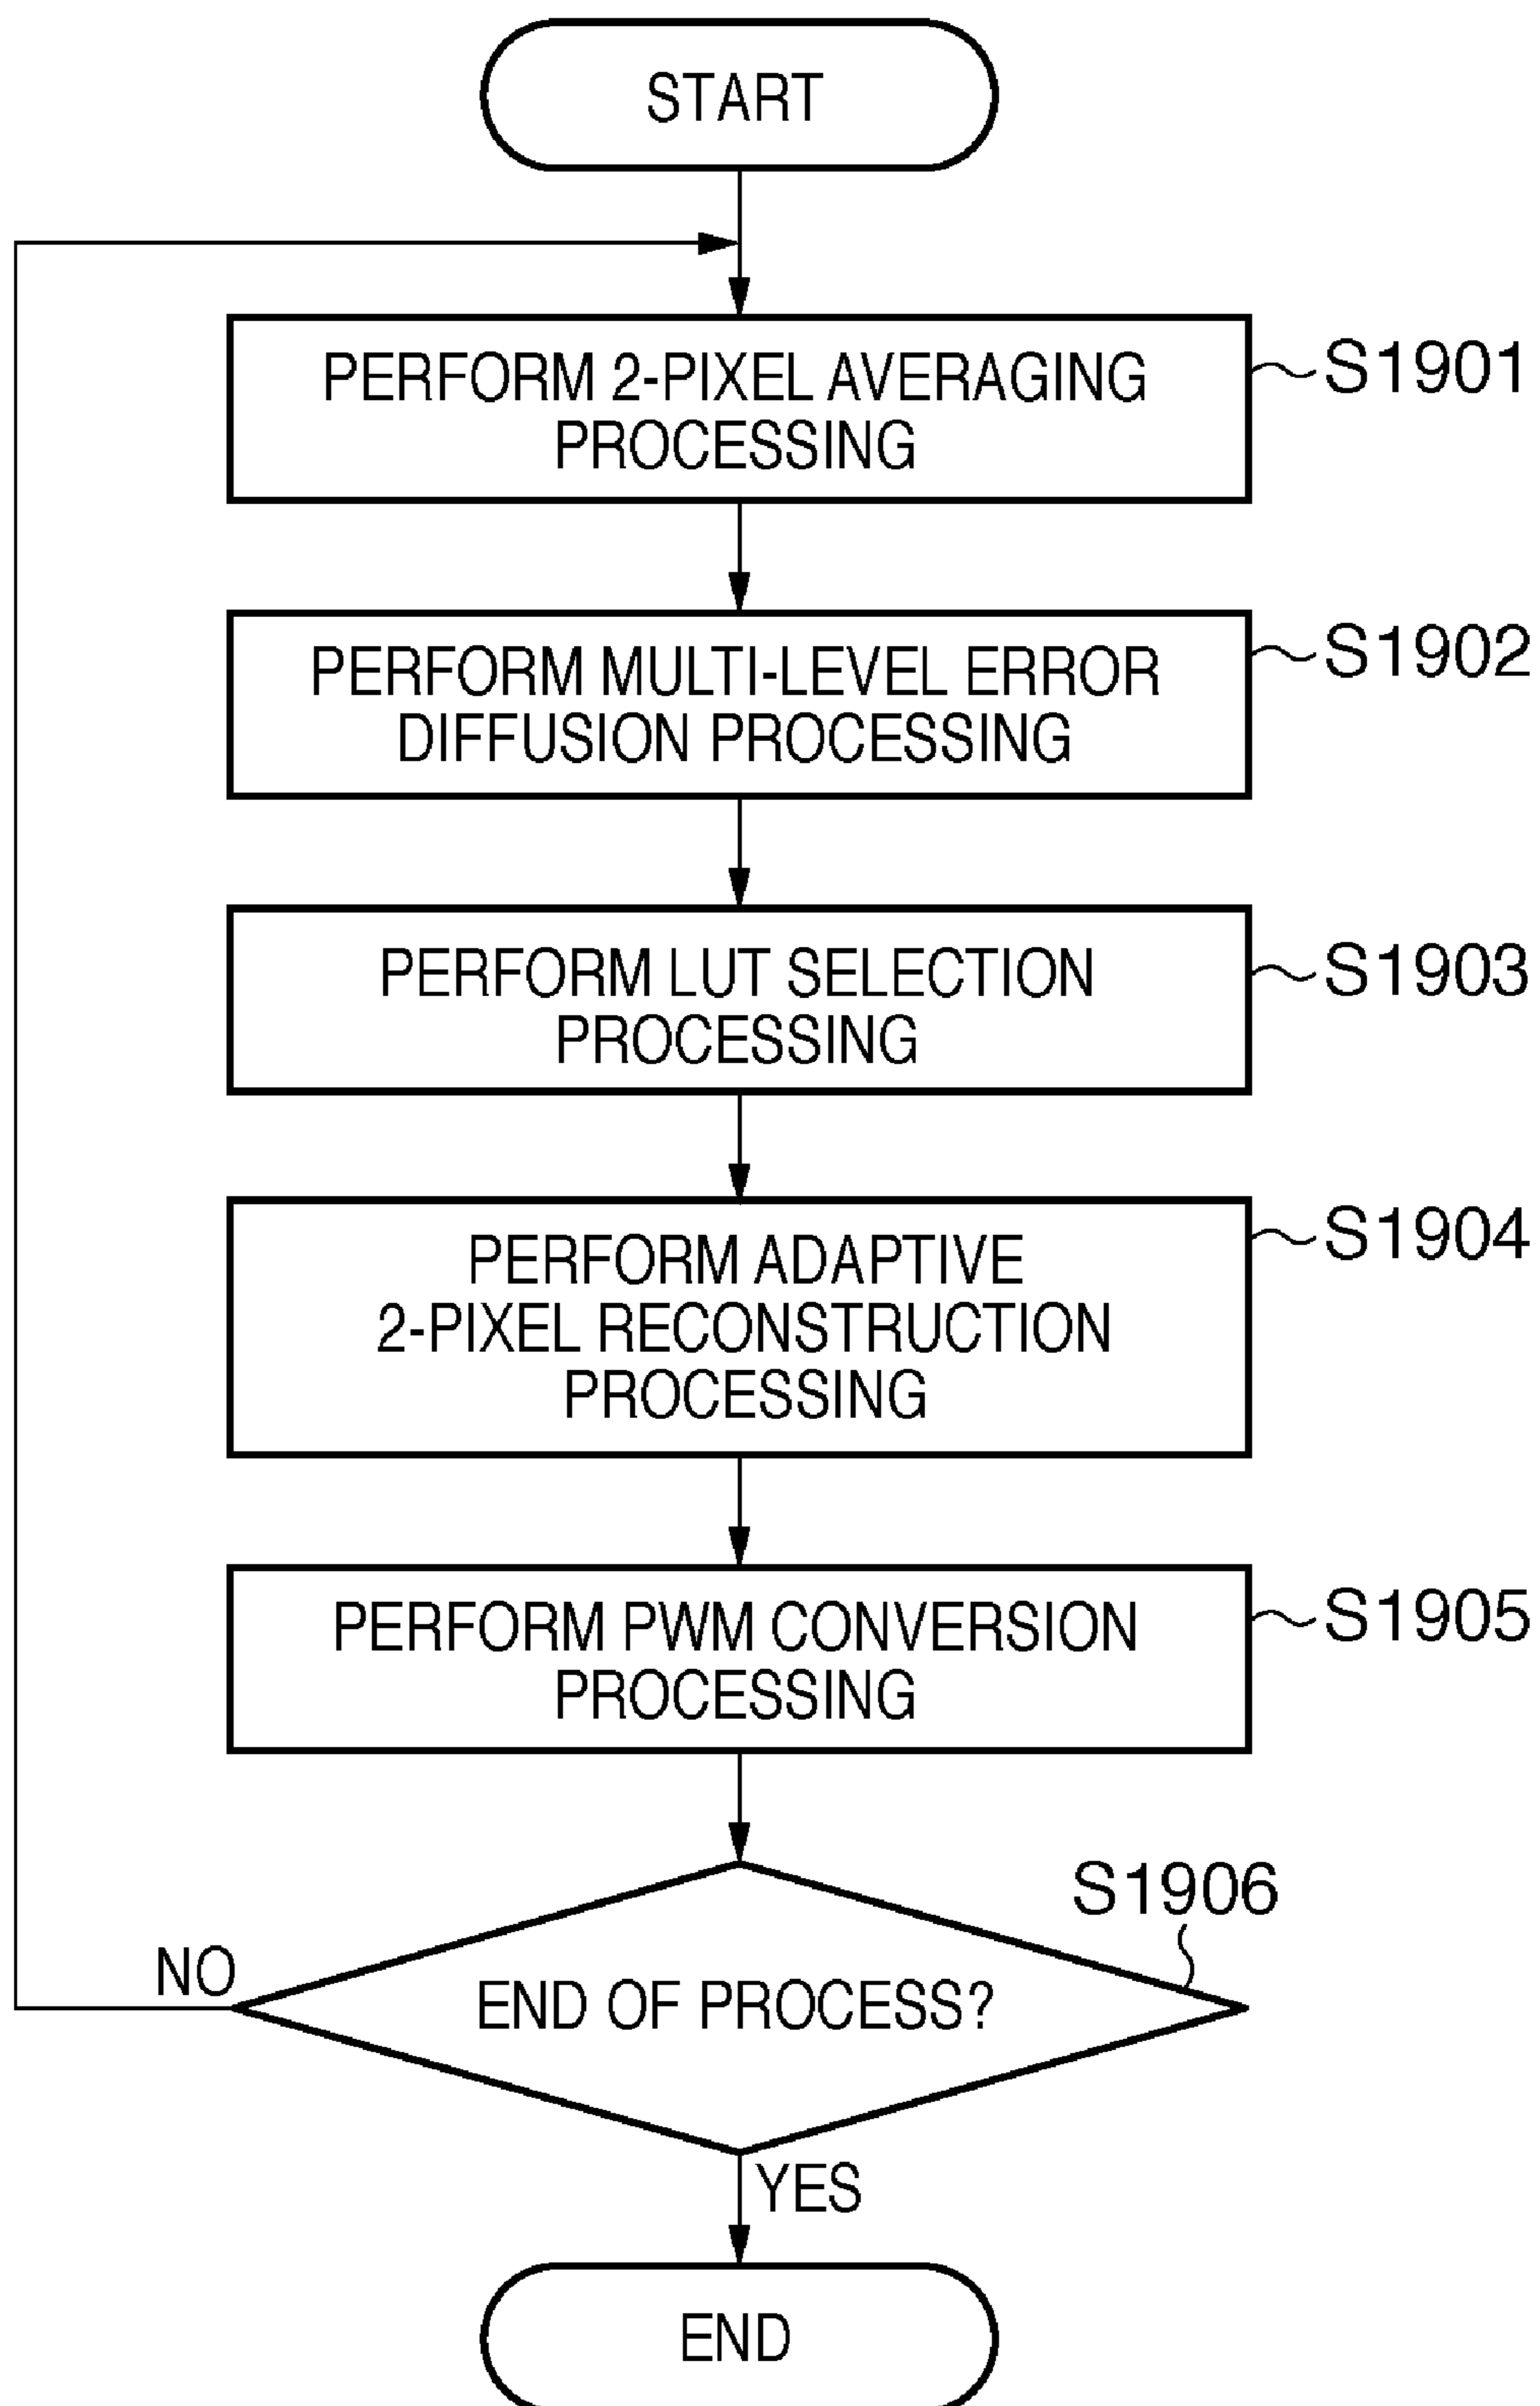 START
PERFORM 2-PIXEL AVERAGING
PROCESSING
S1901
PERFORM MULTI-LEVEL ERROR
DIFFUSION PROCESSING
S1902
PERFORM LUT SELECTION
PROCESSING
S1903
PERFORM ADAPTIVE
2-PIXEL RECONSTRUCTION
PROCESSING
S1904
PERFORM PWM CONVERSION
PROCESSING
S1905
S1906
NO
END OF PROCESS?
YES
END